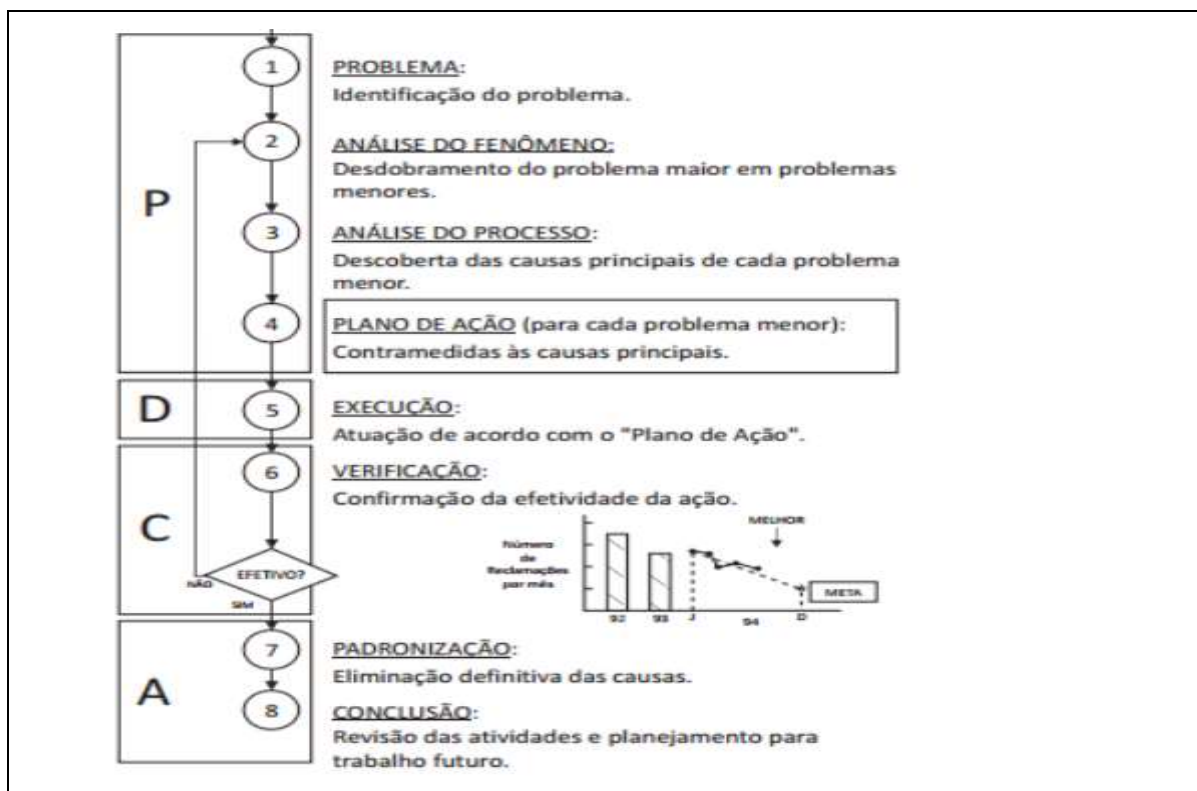 P
1
PROBLEMA:
Identificação do problema.
2
ANÁLISE DO FENÔMENO:
Desdobramento do problema maior em problemas
menores.
3
ANÁLISE DO PROCESSO:
Descoberta das causas principais de cada problema
menor.
4
PLANO DE AÇÃO (para cada problema menor):
Contramedidas às causas principais.
D
5
EXECUÇÃO:
Atuação de acordo com o "Plano de Ação".
C
6
VERIFICAÇÃO:
Confirmação da efetividade da ação.
EFETIVO?
NÃO
SIM
Número
de
Reclamações
por mês
MELHOR
META
92 93 J 94 D
A
7
PADRONIZAÇÃO:
Eliminação definitiva das causas.
8
CONCLUSÃO:
Revisão das atividades e planejamento para
trabalho futuro.